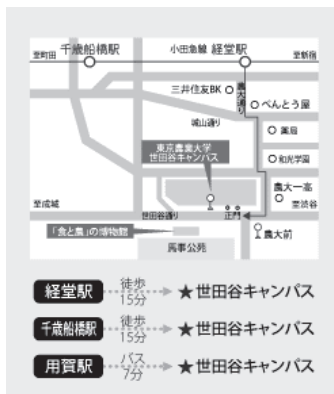 千歳船橋駅
小田急線 経堂駅
至町田
至新宿
三井住友BK
農大通り
べんとう屋
城山通り
薬局
東京農業大学
世田谷キャンパス
和光学園
農大一高
至成城
至渋谷
世田谷通り
正門
農大前
「食と農」の博物館
馬事公苑
経堂駅 徒歩 15分 ★世田谷キャンパス
千歳船橋駅 徒歩 15分 ★世田谷キャンパス
用賀駅 バス 7分 ★世田谷キャンパス